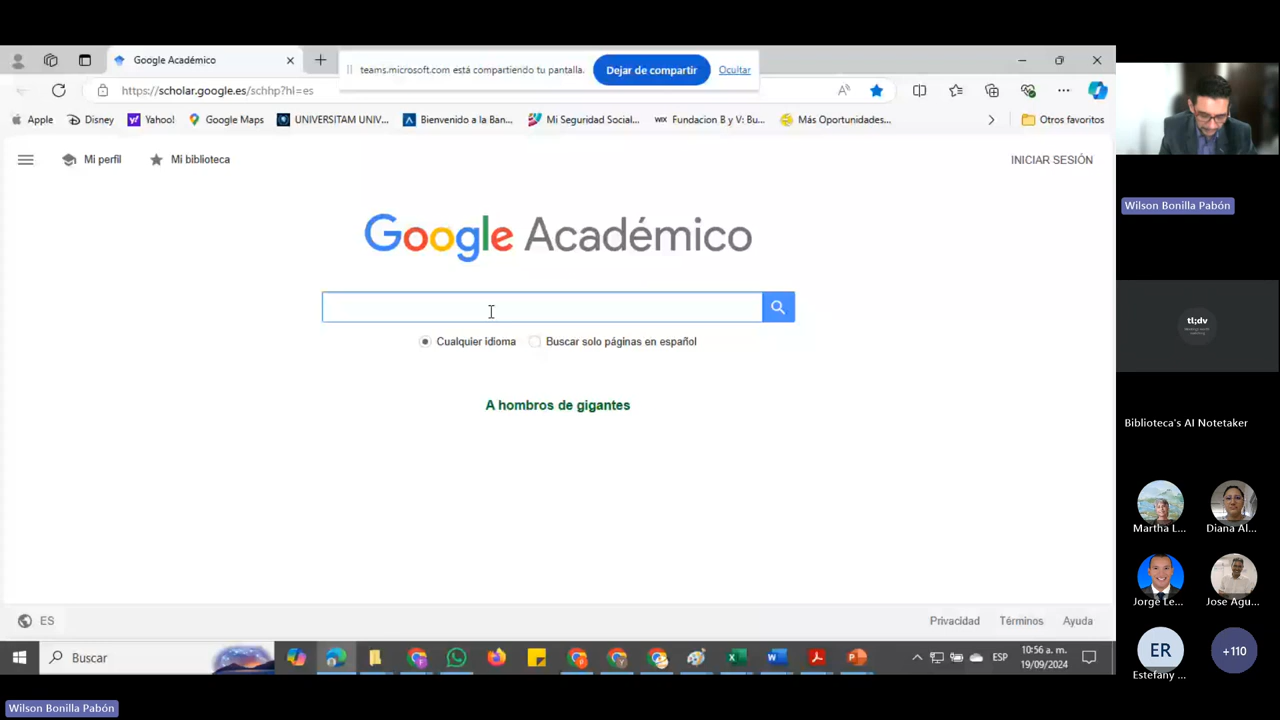 Google Académico
teams.microsoft.com está compartiendo tu pantalla.
Dejar de compartir
Ocultar
https://scholar.google.es/schhp?hl=es
Apple
Disney
Yahoo!
Google Maps
UNIVERSITAM UNIV...
Bienvenido a la Ban...
Mi Seguridad Social...
WIX Fundacion B y V: Bu...
Más Oportunidades...
Otros favoritos
Mi perfil
Mi biblioteca
INICIAR SESIÓN
Google Académico
Cualquier idioma
Buscar solo páginas en español
A hombros de gigantes
ES
Privacidad
Términos
Ayuda
Buscar
ESP
10:56 a. m.
19/09/2024
Wilson Bonilla Pabón
tl;dv
Biblioteca's AI Notetaker
Martha L...
Diana Al...
Jorge Le...
Jose Agu...
ER
Estefany ...
+110
Wilson Bonilla Pabón